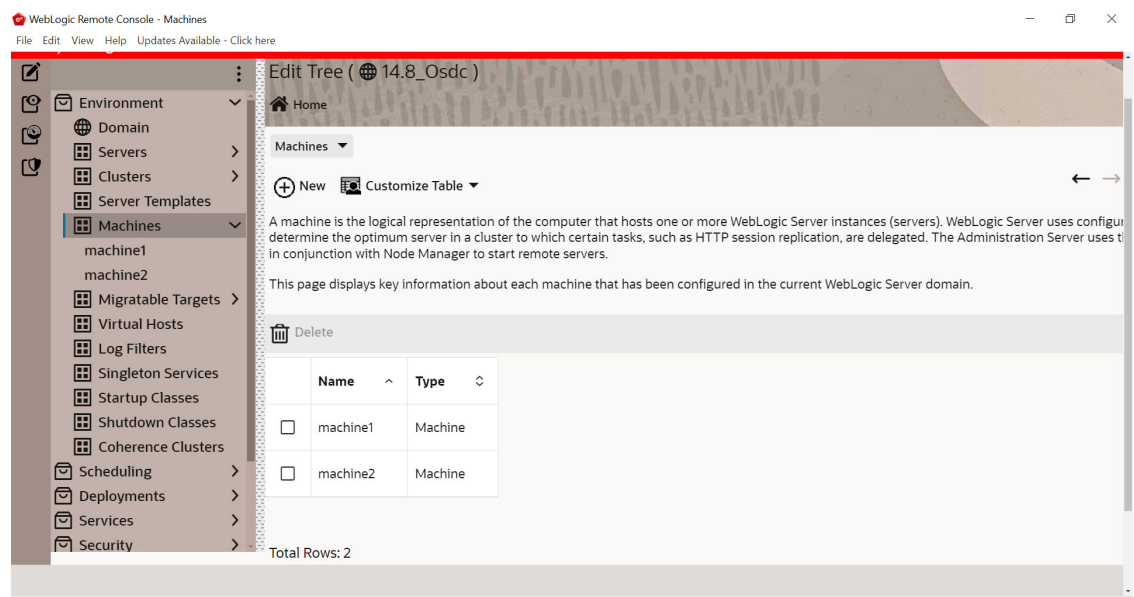 WebLogic Remote Console - Machines
File Edit View Help Updates Available - Click here
Edit Tree ( 14.8_Osdc )
Home
Environment
Domain
Servers
Clusters
Server Templates
Machines
machine1
machine2
Migratable Targets
Virtual Hosts
Log Filters
Singleton Services
Startup Classes
Shutdown Classes
Coherence Clusters
Scheduling
Deployments
Services
Security
Machines
New Customize Table
A machine is the logical representation of the computer that hosts one or more WebLogic Server instances (servers). WebLogic Server uses configur
determine the optimum server in a cluster to which certain tasks, such as HTTP session replication, are delegated. The Administration Server uses t
in conjunction with Node Manager to start remote servers.
This page displays key information about each machine that has been configured in the current WebLogic Server domain.
Delete
Name Type
machine1 Machine
machine2 Machine
Total Rows: 2